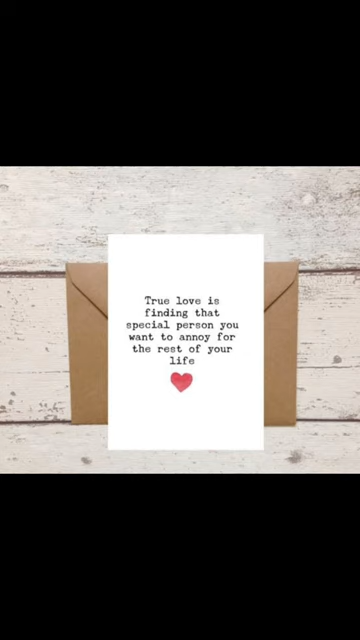 True love is
finding that
special person you
want to annoy for
the rest of your
life